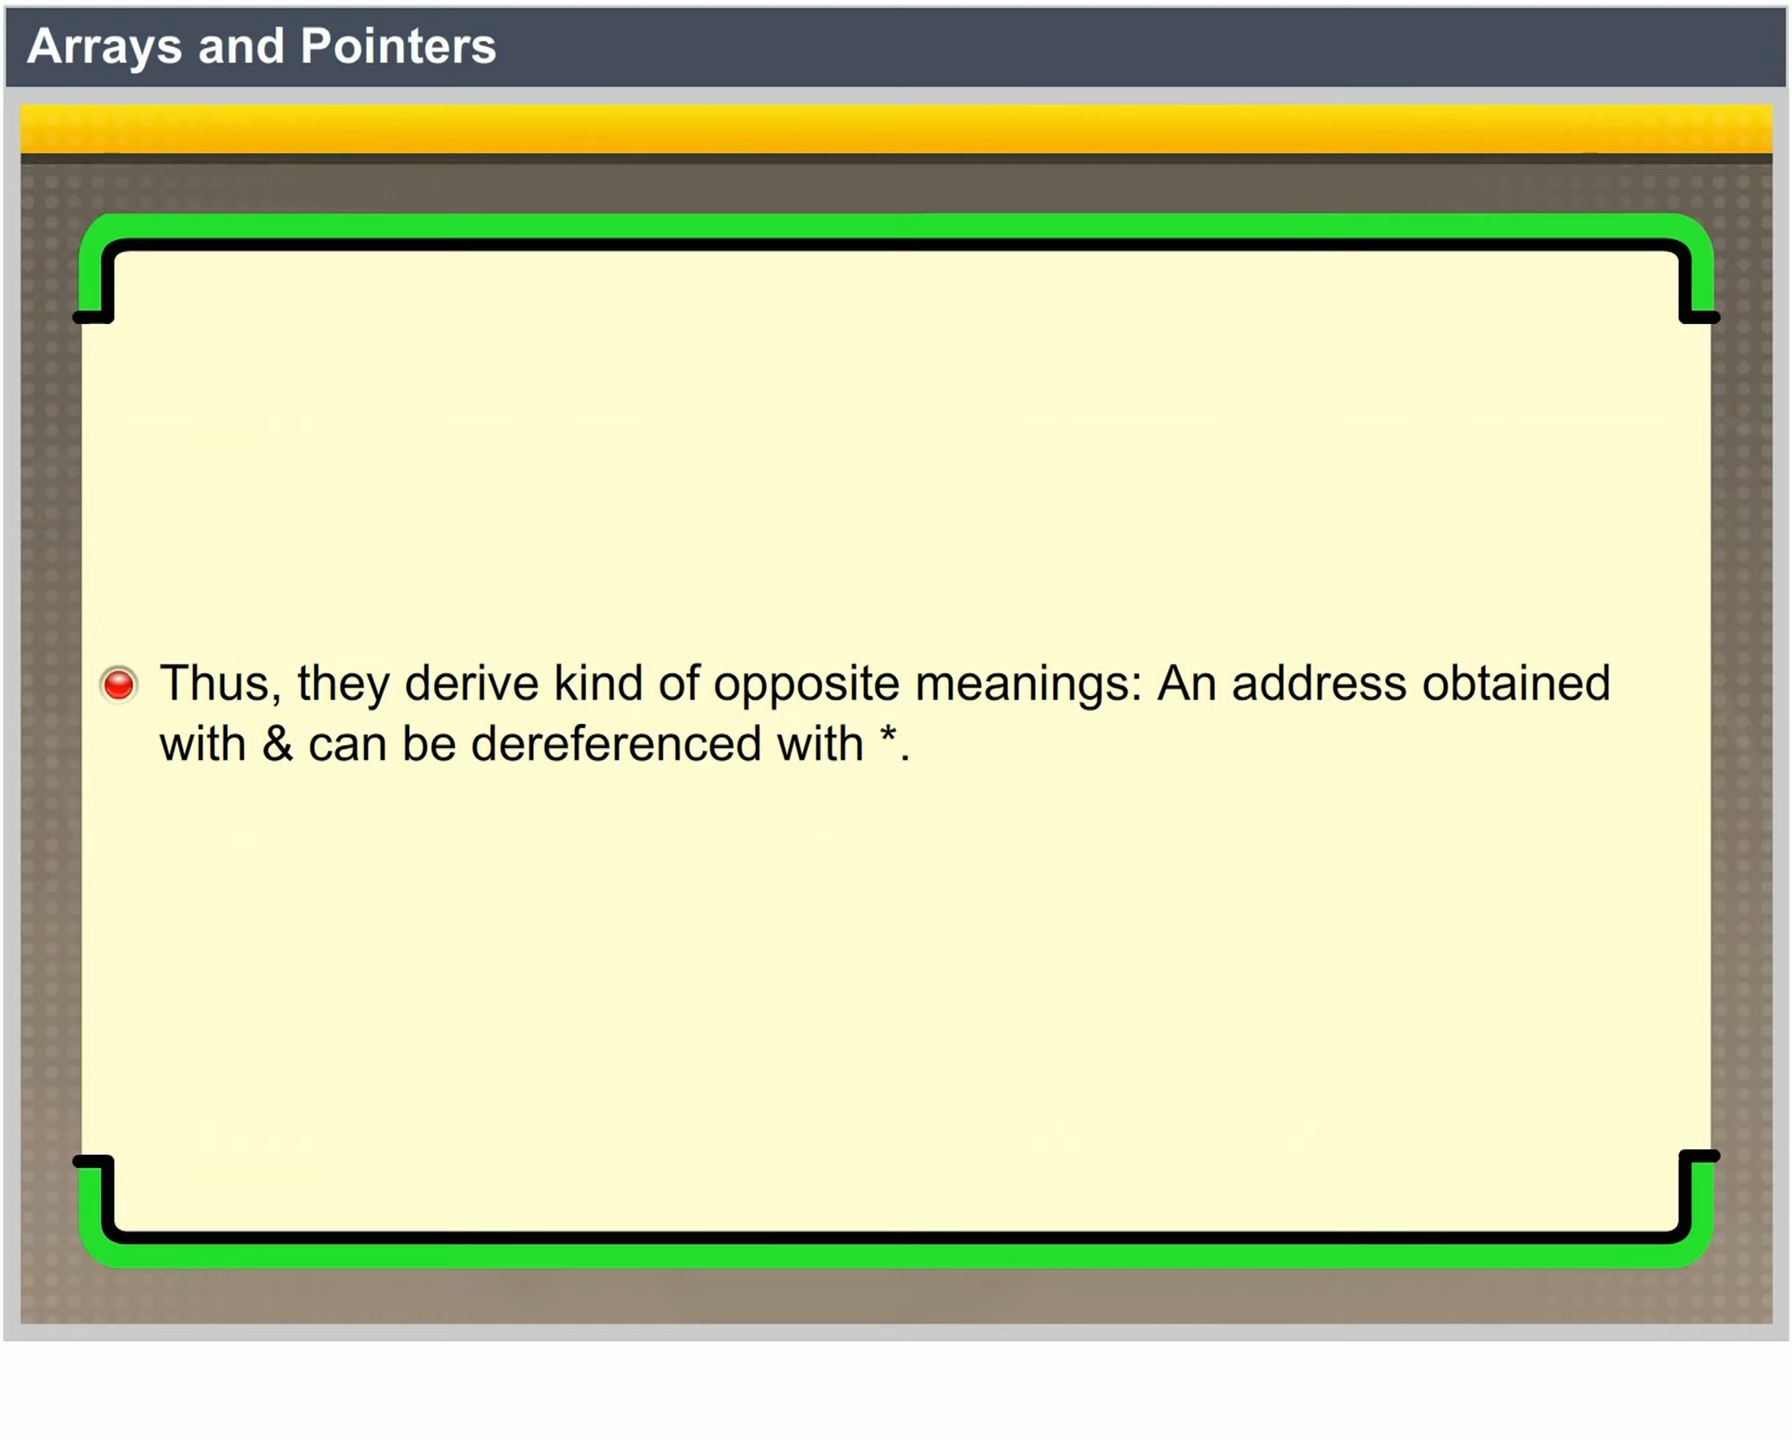 Arrays and Pointers
Thus, they derive kind of opposite meanings: An address obtained
with & can be dereferenced with *.